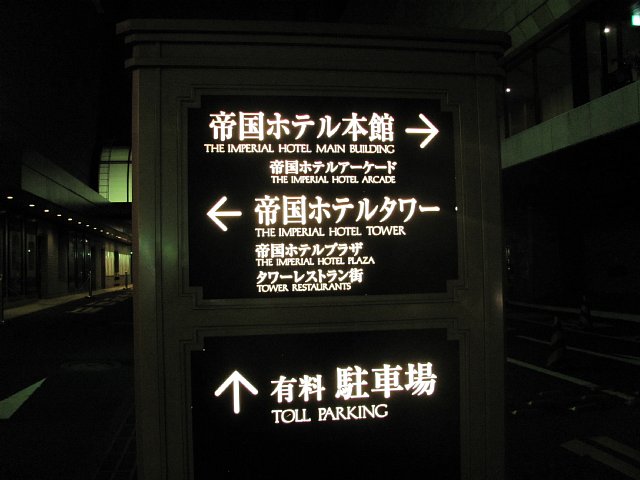 帝国ホテル本館 →
THE IMPERIAL HOTEL MAIN BUILDING
帝国ホテルアーケード
THE IMPERIAL HOTEL ARCADE
← 帝国ホテルタワー
THE IMPERIAL HOTEL TOWER
帝国ホテルプラザ
THE IMPERIAL HOTEL PLAZA
タワーレストラン街
TOWER RESTAURANTS
↑ 有料 駐車場
TOLL PARKING